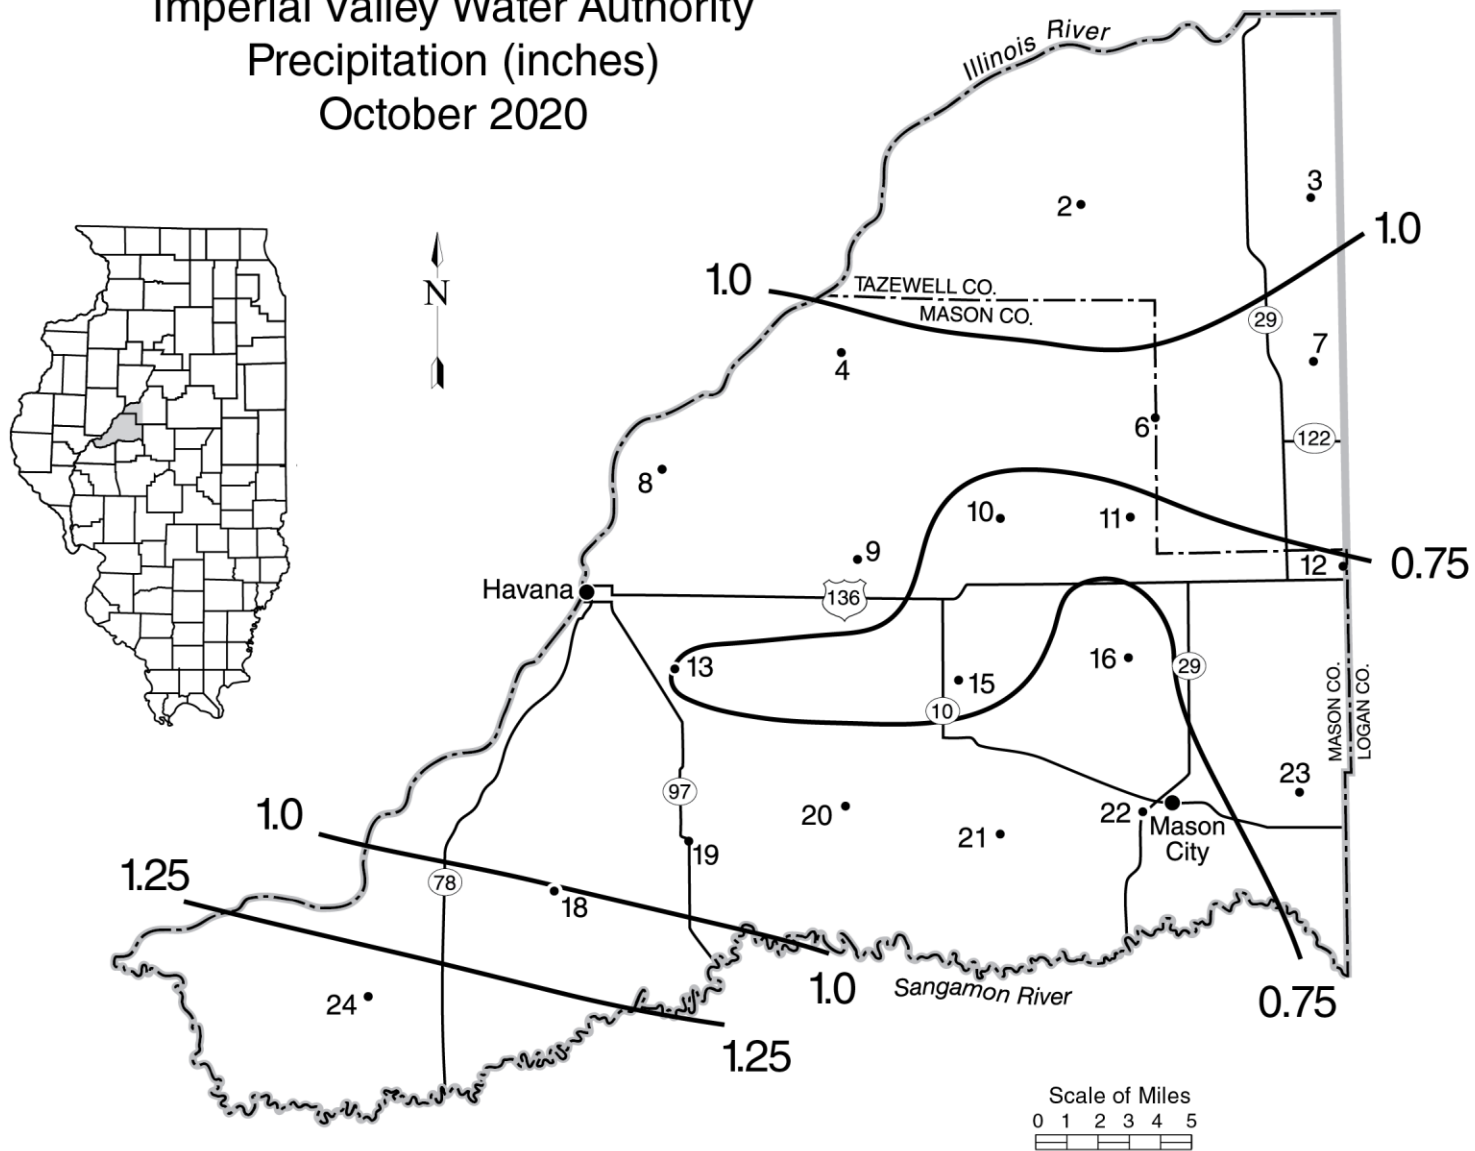 Imperial Valley Water Authority
Precipitation (inches)
October 2020
Illinois River
3
2
1.0
1.0
TAZEWELL CO.
MASON CO.
N
29
7
4
6
122
8
10
11
9
12
0.75
Havana
136
13
16
29
15
10
MASON CO.
LOGAN CO.
23
97
20
22
1.0
21
Mason
City
19
1.25
78
18
1.0
Sangamon River
24
0.75
1.25
Scale of Miles
0 1 2 3 4 5